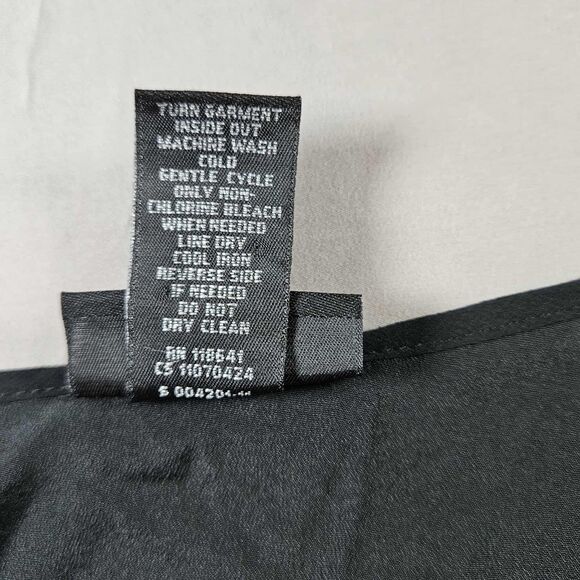 TURN GARMENT
INSIDE OUT
MACHINE WASH
COLD
GENTLE CYCLE
ONLY NON-
CHLORINE BLEACH
WHEN NEEDED
LINE DRY
COOL IRON
REVERSE SIDE
IF NEEDED
DO NOT
DRY CLEAN
RN 118641
CS 11070424